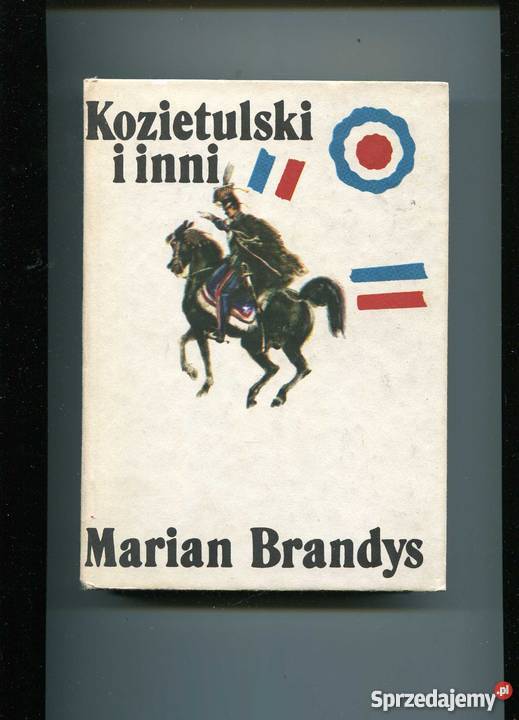 Kozietulski
i inni
Marian Brandys
Sprzedajemy.pl